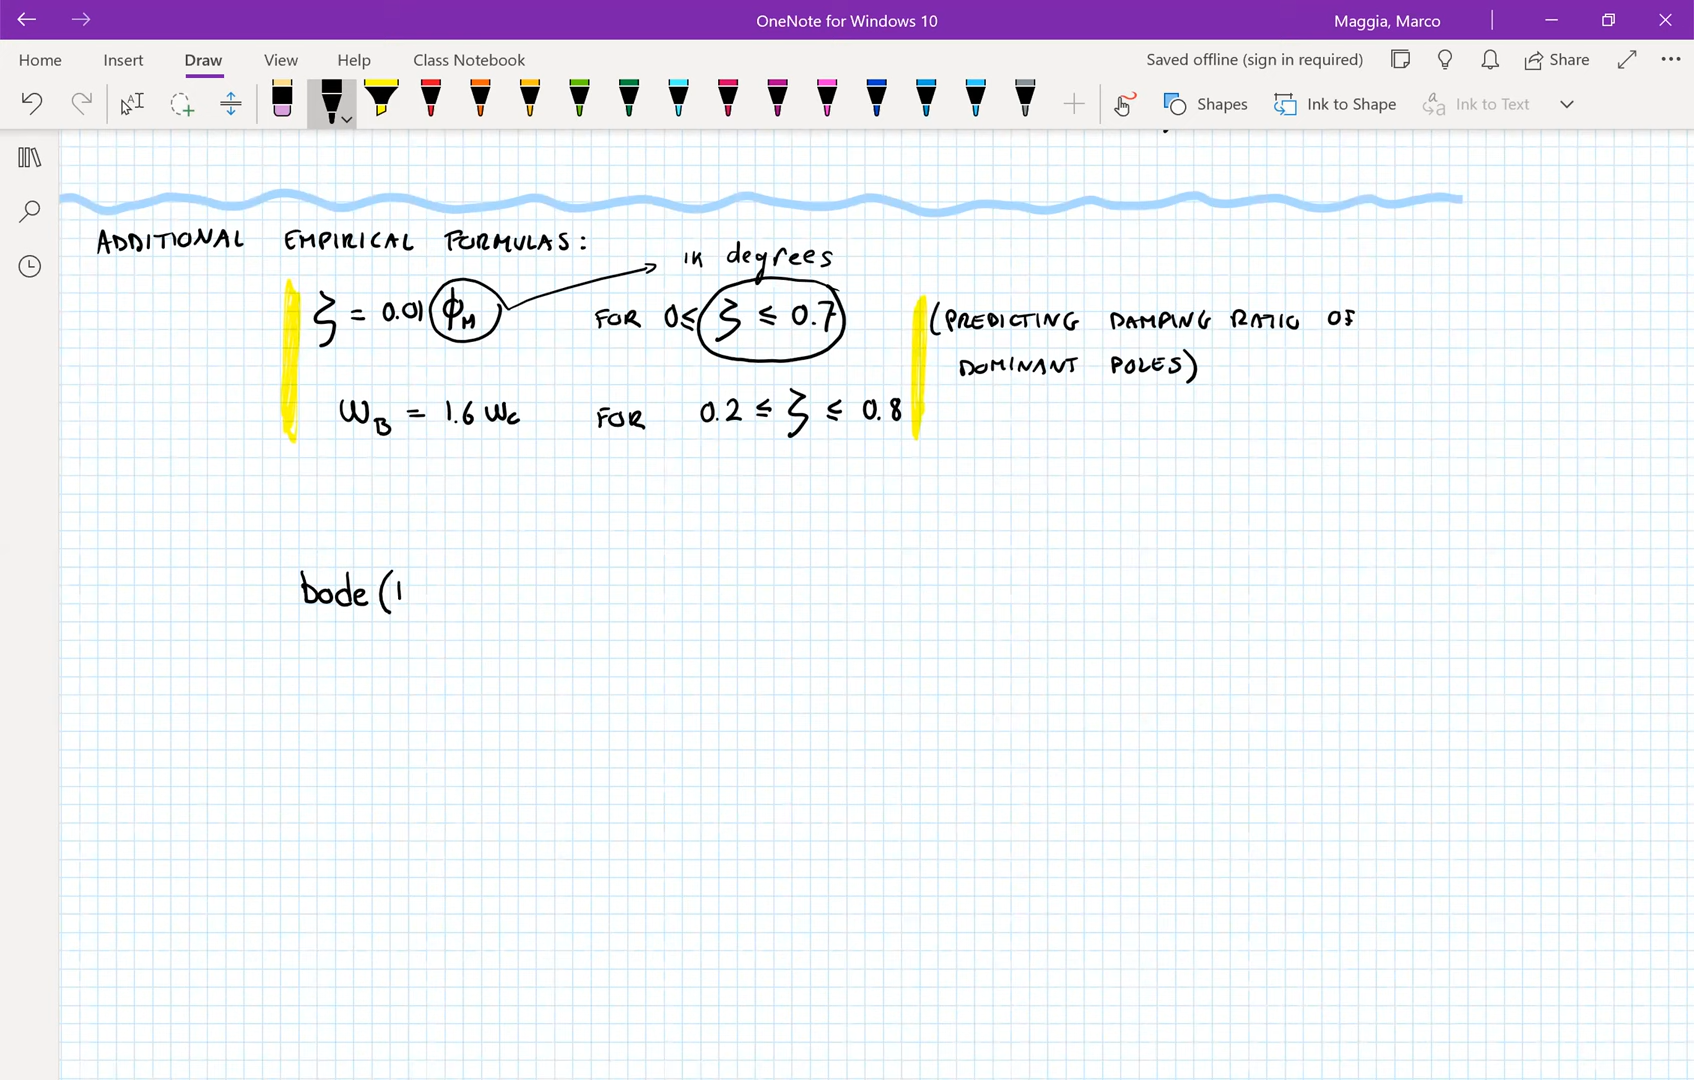 OneNote for Windows 10
Maggia, Marco
Home Insert Draw View Help Class Notebook
Saved offline (sign in required) Share
Shapes Ink to Shape Ink to Text
ADDITIONAL EMPIRICAL FORMULAS:
in degrees
ζ = 0.01 ϕM FOR 0 ≤ ζ ≤ 0.7 (PREDICTING DAMPING RATIO OF
DOMINANT POLES)
ωB = 1.6 ωc FOR 0.2 ≤ ζ ≤ 0.8
bode (